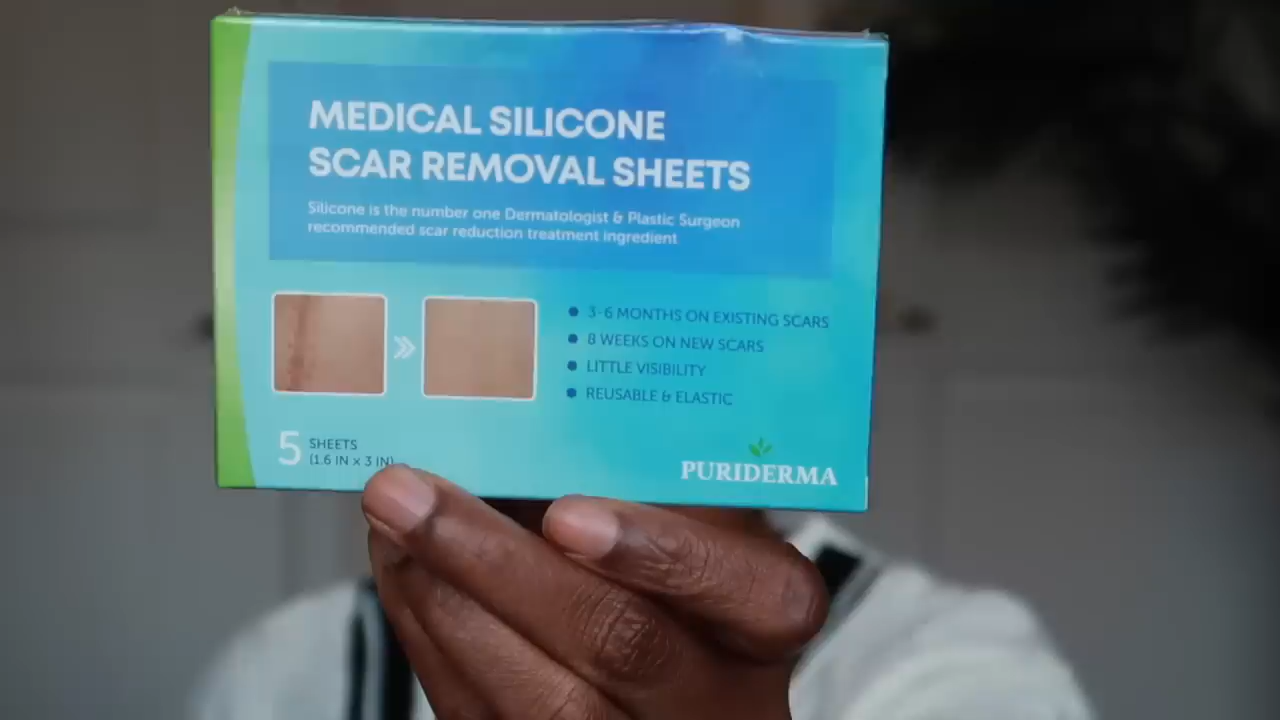 MEDICAL SILICONE
SCAR REMOVAL SHEETS
Silicone is the number one Dermatologist & Plastic Surgeon
recommended scar reduction treatment ingredient
3-6 MONTHS ON EXISTING SCARS
8 WEEKS ON NEW SCARS
LITTLE VISIBILITY
REUSABLE & ELASTIC
5 SHEETS
(1.6 IN x 3 IN)
PURIDERMA